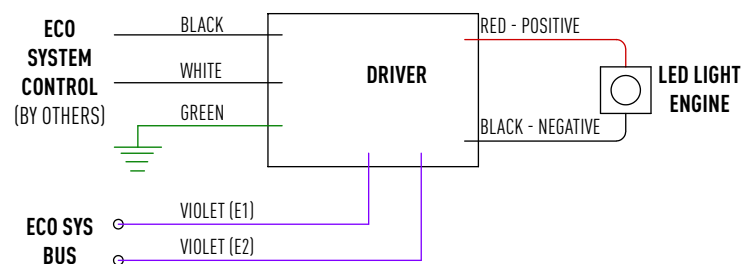 ECO
SYSTEM
CONTROL
(BY OTHERS)
BLACK
WHITE
GREEN
DRIVER
RED - POSITIVE
BLACK - NEGATIVE
LED LIGHT
ENGINE
ECO SYS
BUS
VIOLET (E1)
VIOLET (E2)